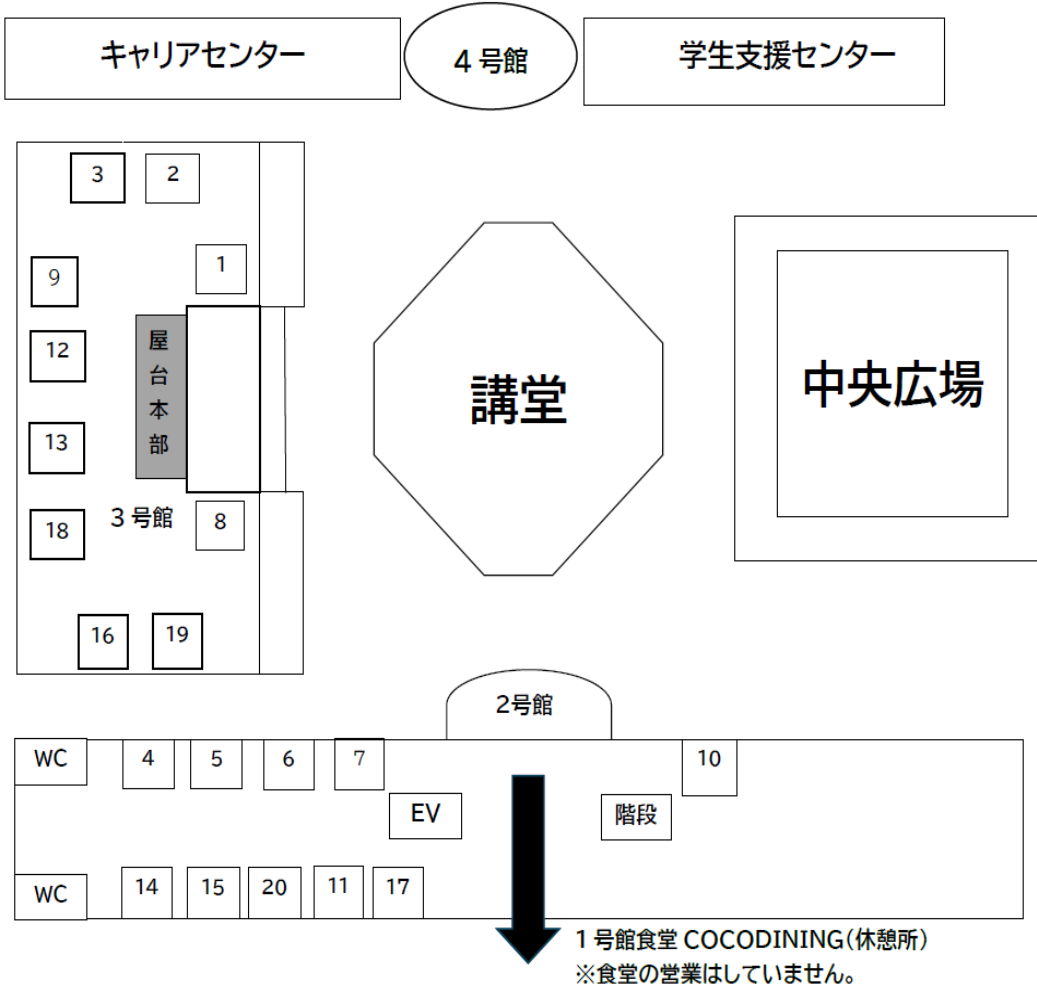 キャリアセンター
4 号館
学生支援センター
3
2
1
9
12
屋台本部
13
18
3 号館
8
16
19
講堂
中央広場
2号館
WC
4
5
6
7
10
EV
階段
WC
14
15
20
11
17
1 号館食堂 COCODINING(休憩所)
※食堂の営業はしていません。